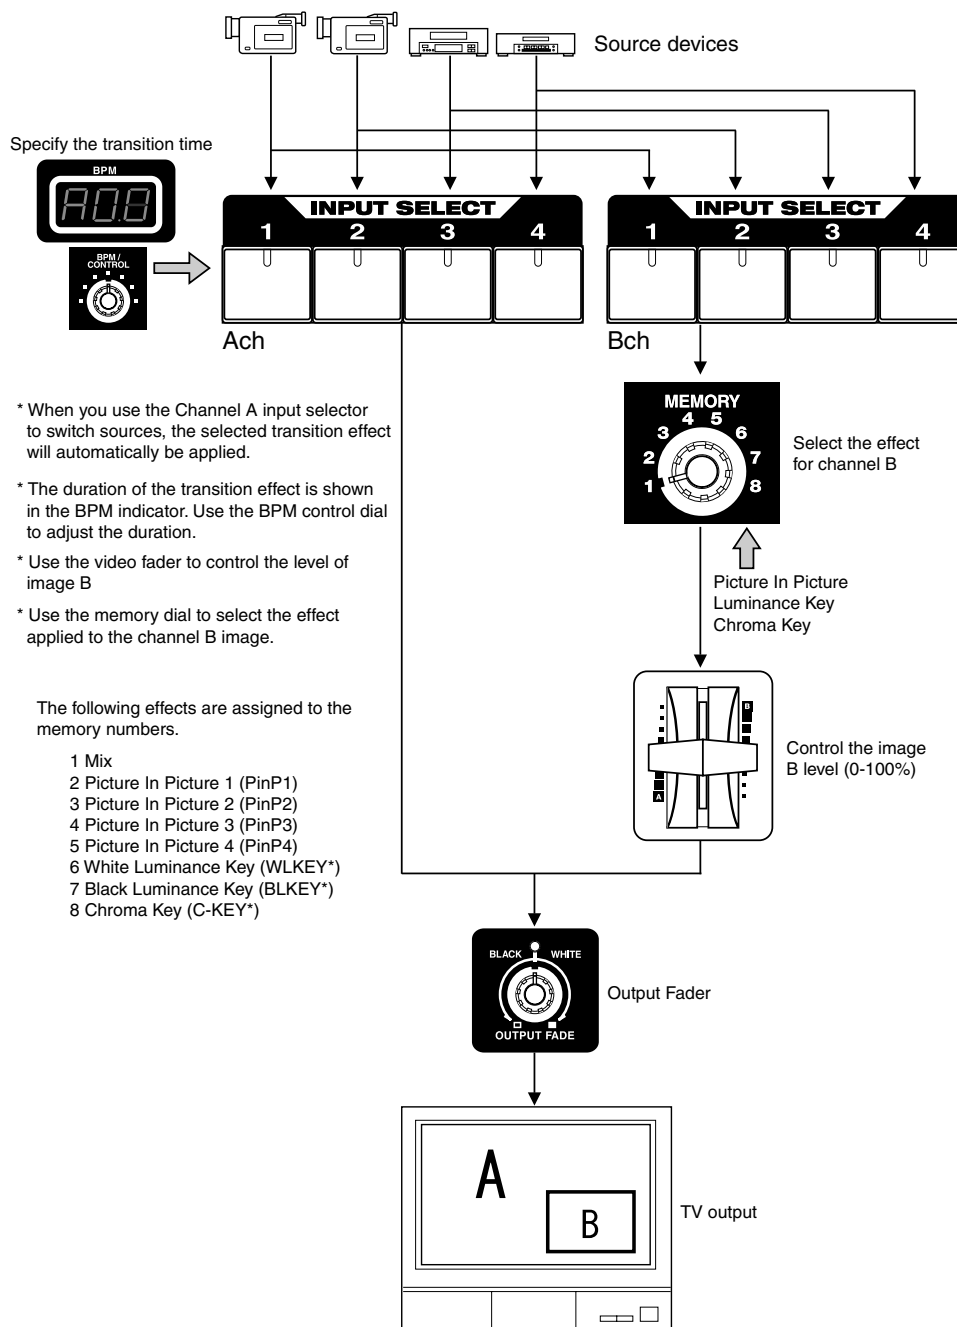 Source devices
Specify the transition time
BPM
A0.8
BPM /
CONTROL
INPUT SELECT
1 2 3 4
Ach
INPUT SELECT
1 2 3 4
Bch
MEMORY
1 2 3 4 5 6 7 8
Select the effect
for channel B
Picture In Picture
Luminance Key
Chroma Key
* When you use the Channel A input selector
to switch sources, the selected transition effect
will automatically be applied.
* The duration of the transition effect is shown
in the BPM indicator. Use the BPM control dial
to adjust the duration.
* Use the video fader to control the level of
image B
* Use the memory dial to select the effect
applied to the channel B image.
The following effects are assigned to the
memory numbers.
1 Mix
2 Picture In Picture 1 (PinP1)
3 Picture In Picture 2 (PinP2)
4 Picture In Picture 3 (PinP3)
5 Picture In Picture 4 (PinP4)
6 White Luminance Key (WLKEY*)
7 Black Luminance Key (BLKEY*)
8 Chroma Key (C-KEY*)
B
A
Control the image
B level (0-100%)
BLACK WHITE
OUTPUT FADE
Output Fader
A
B
TV output